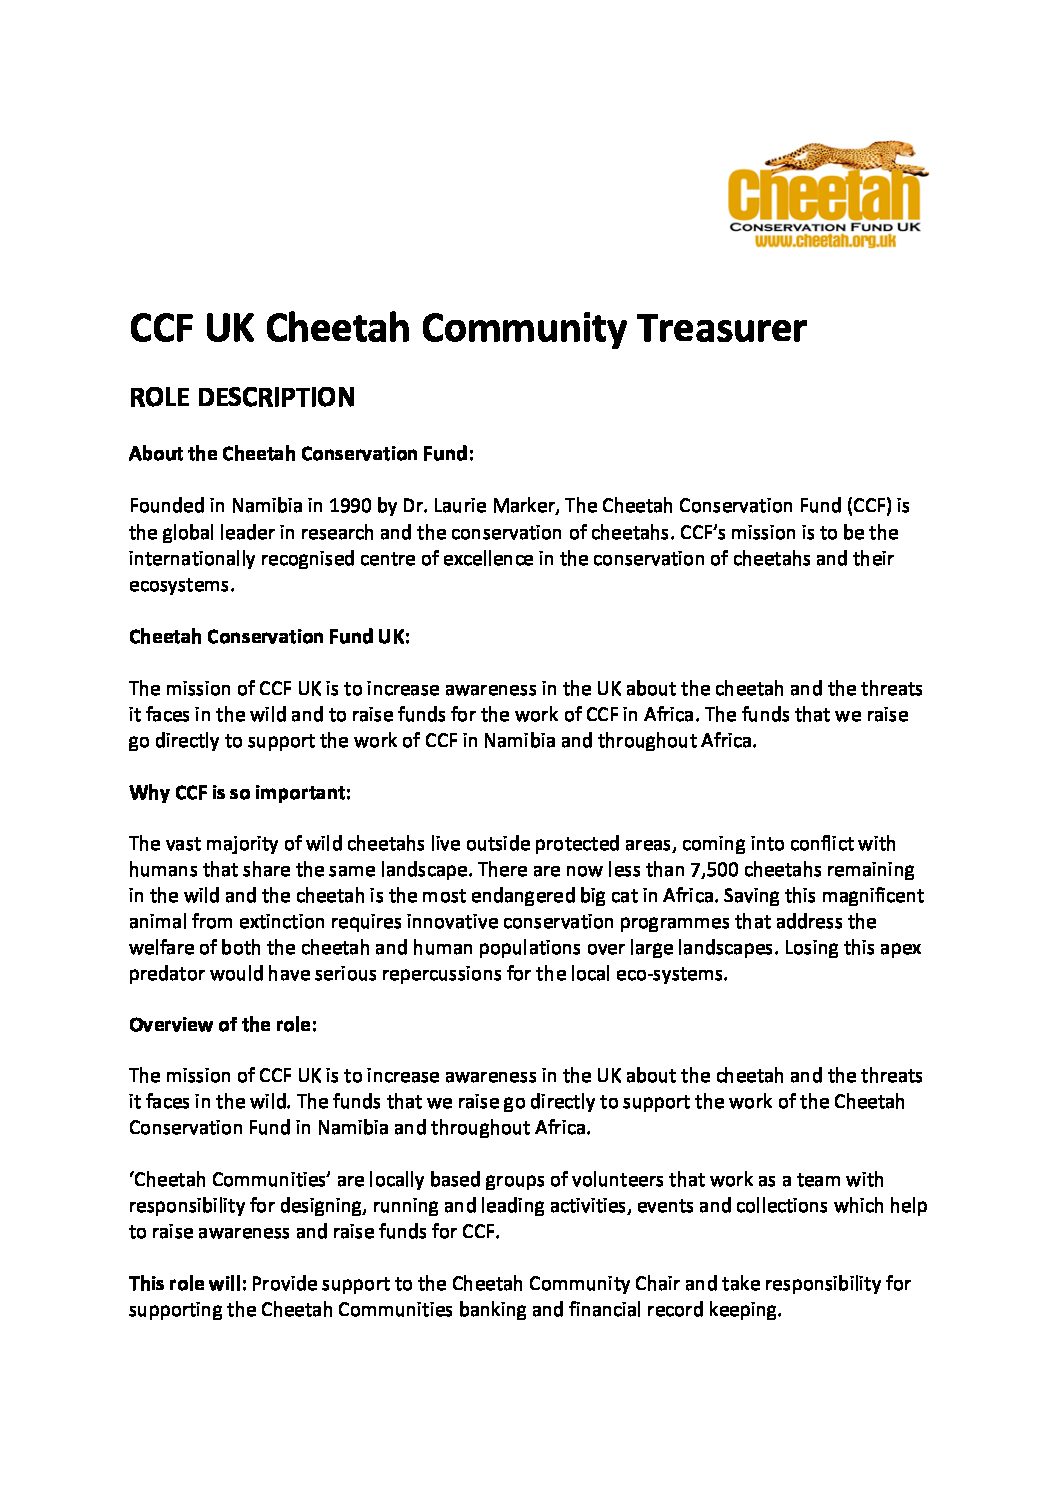 Cheetah
CONSERVATION FUND UK
www.cheetah.org.uk
CCF UK Cheetah Community Treasurer
ROLE DESCRIPTION
About the Cheetah Conservation Fund:
Founded in Namibia in 1990 by Dr. Laurie Marker, The Cheetah Conservation Fund (CCF) is
the global leader in research and the conservation of cheetahs. CCF’s mission is to be the
internationally recognised centre of excellence in the conservation of cheetahs and their
ecosystems.
Cheetah Conservation Fund UK:
The mission of CCF UK is to increase awareness in the UK about the cheetah and the threats
it faces in the wild and to raise funds for the work of CCF in Africa. The funds that we raise
go directly to support the work of CCF in Namibia and throughout Africa.
Why CCF is so important:
The vast majority of wild cheetahs live outside protected areas, coming into conflict with
humans that share the same landscape. There are now less than 7,500 cheetahs remaining
in the wild and the cheetah is the most endangered big cat in Africa. Saving this magnificent
animal from extinction requires innovative conservation programmes that address the
welfare of both the cheetah and human populations over large landscapes. Losing this apex
predator would have serious repercussions for the local eco-systems.
Overview of the role:
The mission of CCF UK is to increase awareness in the UK about the cheetah and the threats
it faces in the wild. The funds that we raise go directly to support the work of the Cheetah
Conservation Fund in Namibia and throughout Africa.
‘Cheetah Communities’ are locally based groups of volunteers that work as a team with
responsibility for designing, running and leading activities, events and collections which help
to raise awareness and raise funds for CCF.
This role will: Provide support to the Cheetah Community Chair and take responsibility for
supporting the Cheetah Communities banking and financial record keeping.